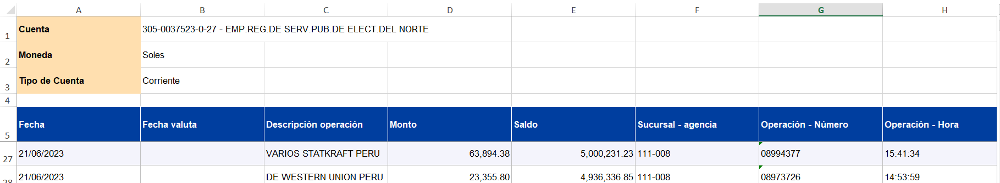 A B C D E F G H
1 Cuenta 305-0037523-0-27 - EMP.REG.DE SERV.PUB.DE ELECT.DEL NORTE
2 Moneda Soles
3 Tipo de Cuenta Corriente
4
5 Fecha Fecha valuta Descripción operación Monto Saldo Sucursal - agencia Operación - Número Operación - Hora
27 21/06/2023 VARIOS STATKRAFT PERU 63,894.38 5,000,231.23 111-008 08994377 15:41:34
28 21/06/2023 DE WESTERN UNION PERU 23,355.80 4,936,336.85 111-008 08973726 14:53:59